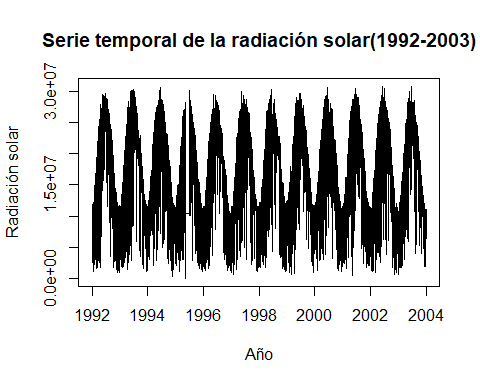 Serie temporal de la radiación solar(1992-2003)
3.0e+07
1.5e+07
0.0e+00
Radiación solar
1992 1994 1996 1998 2000 2002 2004
Año